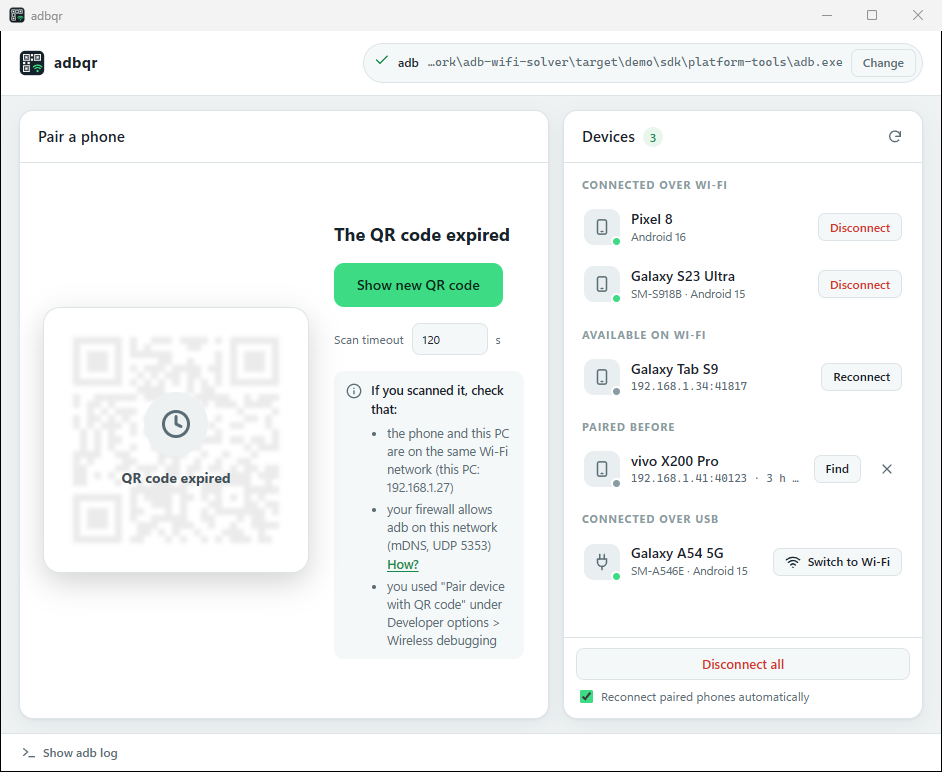 adbqr
adbqr
adb …ork\adb-wifi-solver\target\demo\sdk\platform-tools\adb.exe Change
Pair a phone
QR code expired
The QR code expired
Show new QR code
Scan timeout 120 s
If you scanned it, check
that:
• the phone and this PC
are on the same Wi-Fi
network (this PC:
192.168.1.27)
• your firewall allows
adb on this network
(mDNS, UDP 5353)
How?
• you used "Pair device
with QR code" under
Developer options >
Wireless debugging
Devices 3
CONNECTED OVER WI-FI
Pixel 8
Android 16
Disconnect
Galaxy S23 Ultra
SM-S918B · Android 15
Disconnect
AVAILABLE ON WI-FI
Galaxy Tab S9
192.168.1.34:41817
Reconnect
PAIRED BEFORE
vivo X200 Pro
192.168.1.41:40123 · 3 h …
Find
CONNECTED OVER USB
Galaxy A54 5G
SM-A546E · Android 15
Switch to Wi-Fi
Disconnect all
Reconnect paired phones automatically
Show adb log